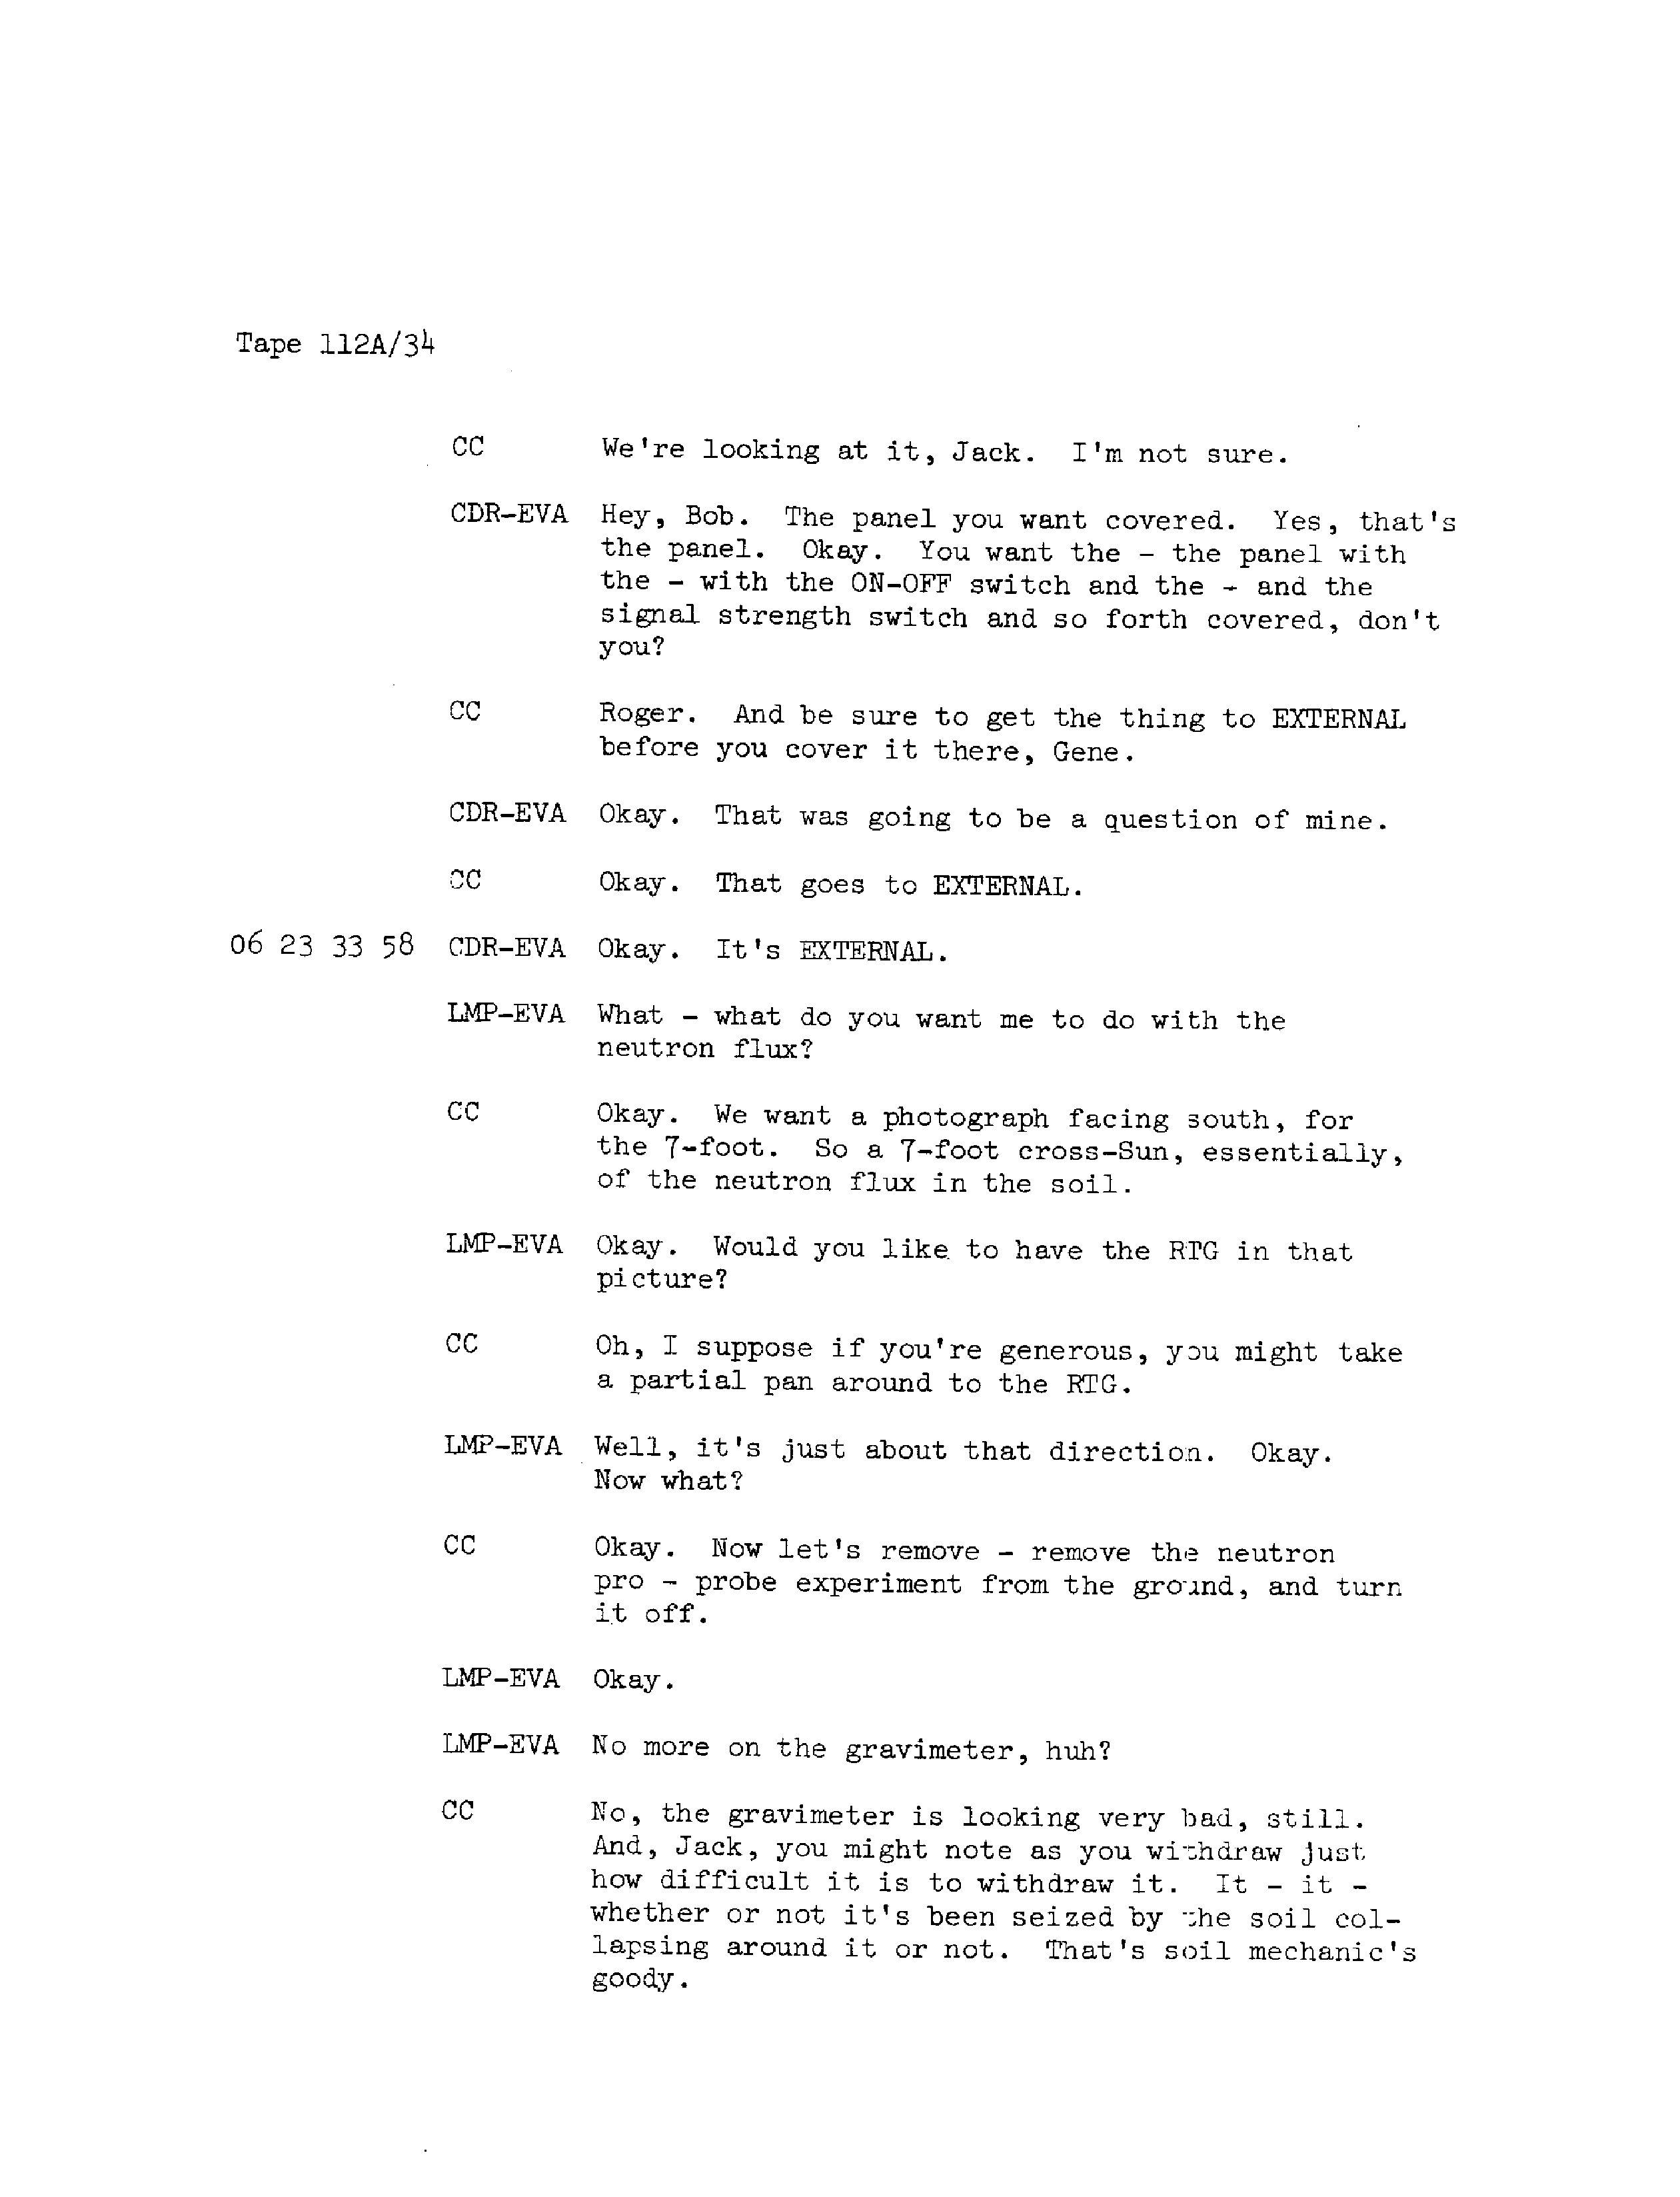 Tape 112A/34
CC We're looking at it, Jack. I'm not sure.
CDR-EVA Hey, Bob. The panel you want covered. Yes, that's
the panel. Okay. You want the - the panel with
the - with the ON-OFF switch and the - and the
signal strength switch and so forth covered, don't
you?
CC Roger. And be sure to get the thing to EXTERNAL
before you cover it there, Gene.
CDR-EVA Okay. That was going to be a question of mine.
CC Okay. That goes to EXTERNAL.
06 23 33 58 CDR-EVA Okay. It's EXTERNAL.
LMP-EVA What - what do you want me to do with the
neutron flux?
CC Okay. We want a photograph facing south, for
the 7-foot. So a 7-foot cross-Sun, essentially,
of the neutron flux in the soil.
LMP-EVA Okay. Would you like to have the RTG in that
picture?
CC Oh, I suppose if you're generous, you might take
a partial pan around to the RTG.
LMP-EVA Well, it's just about that direction. Okay.
Now what?
CC Okay. Now let's remove - remove the neutron
pro - probe experiment from the ground, and turn
it off.
LMP-EVA Okay.
LMP-EVA No more on the gravimeter, huh?
CC No, the gravimeter is looking very bad, still.
And, Jack, you might note as you withdraw just
how difficult it is to withdraw it. It - it -
whether or not it's been seized by the soil col-
lapsing around it or not. That's soil mechanic's
goody.